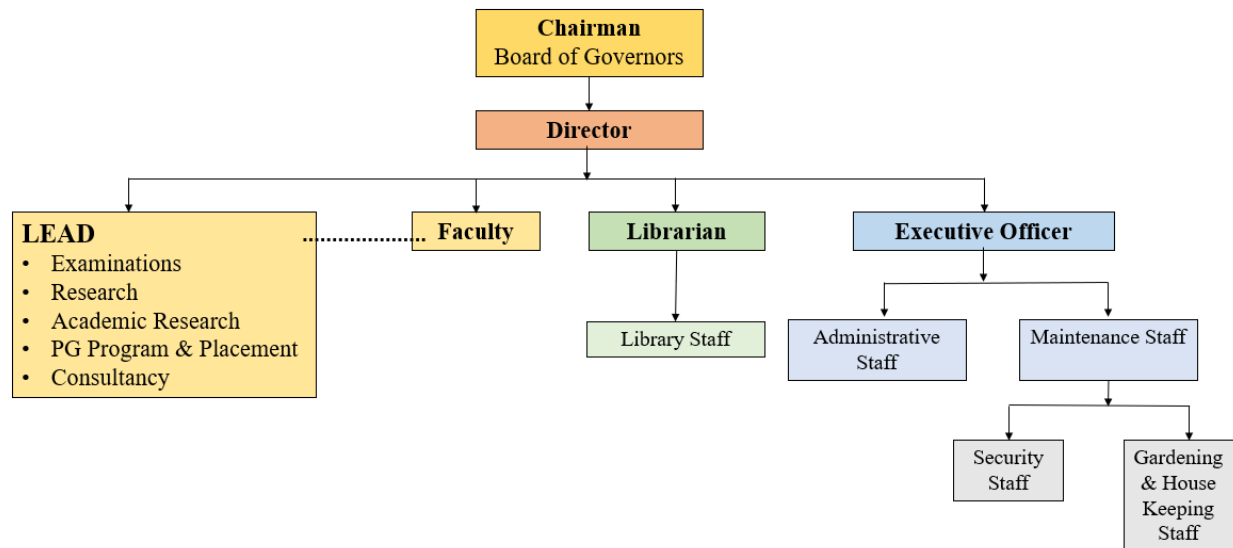 Chairman
Board of Governors
Director
LEAD
• Examinations
• Research
• Academic Research
• PG Program & Placement
• Consultancy
Faculty
Librarian
Executive Officer
Library Staff
Administrative
Staff
Maintenance Staff
Security
Staff
Gardening
& House
Keeping
Staff